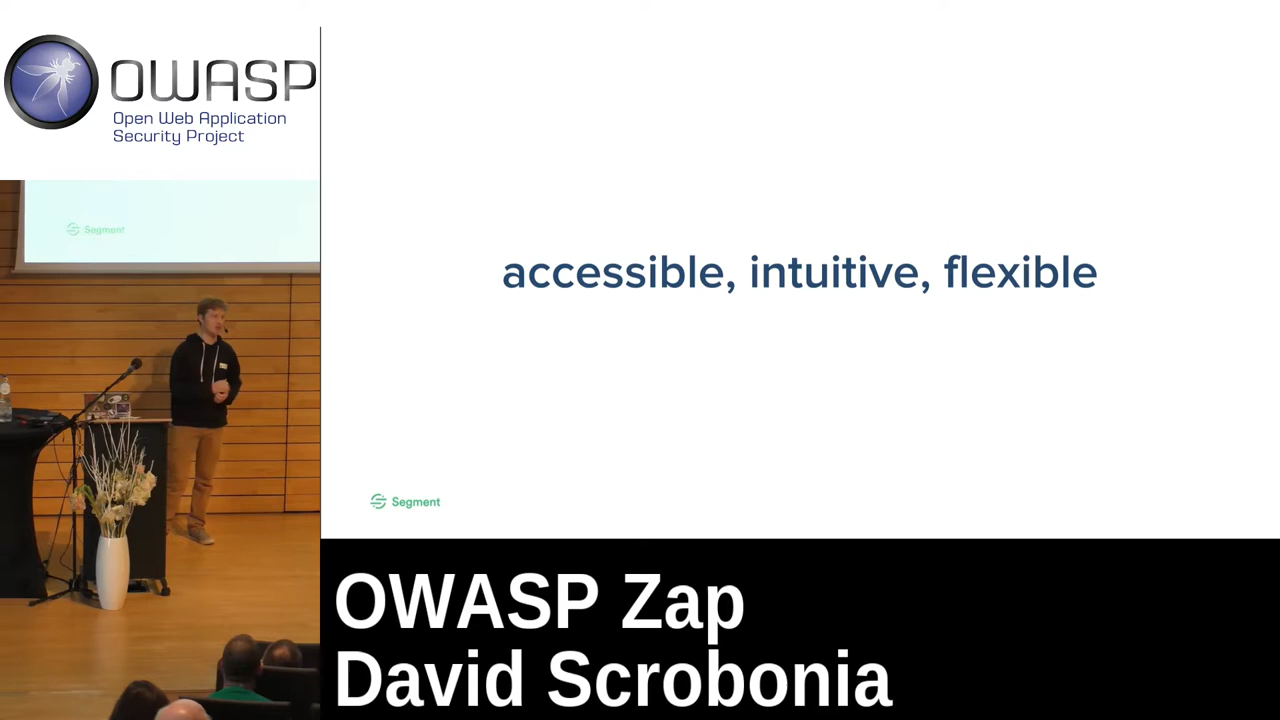 OWASP
Open Web Application
Security Project
Segment
accessible, intuitive, flexible
Segment
OWASP Zap
David Scrobonia